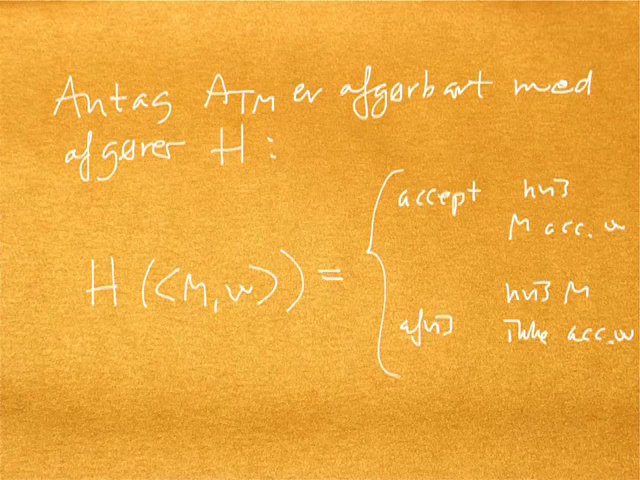 Antag ATM er afgørbart med
afgører H:
H(<M,w>) = { accept hvis
M acc. w
hvis M
afvis ikke acc. w